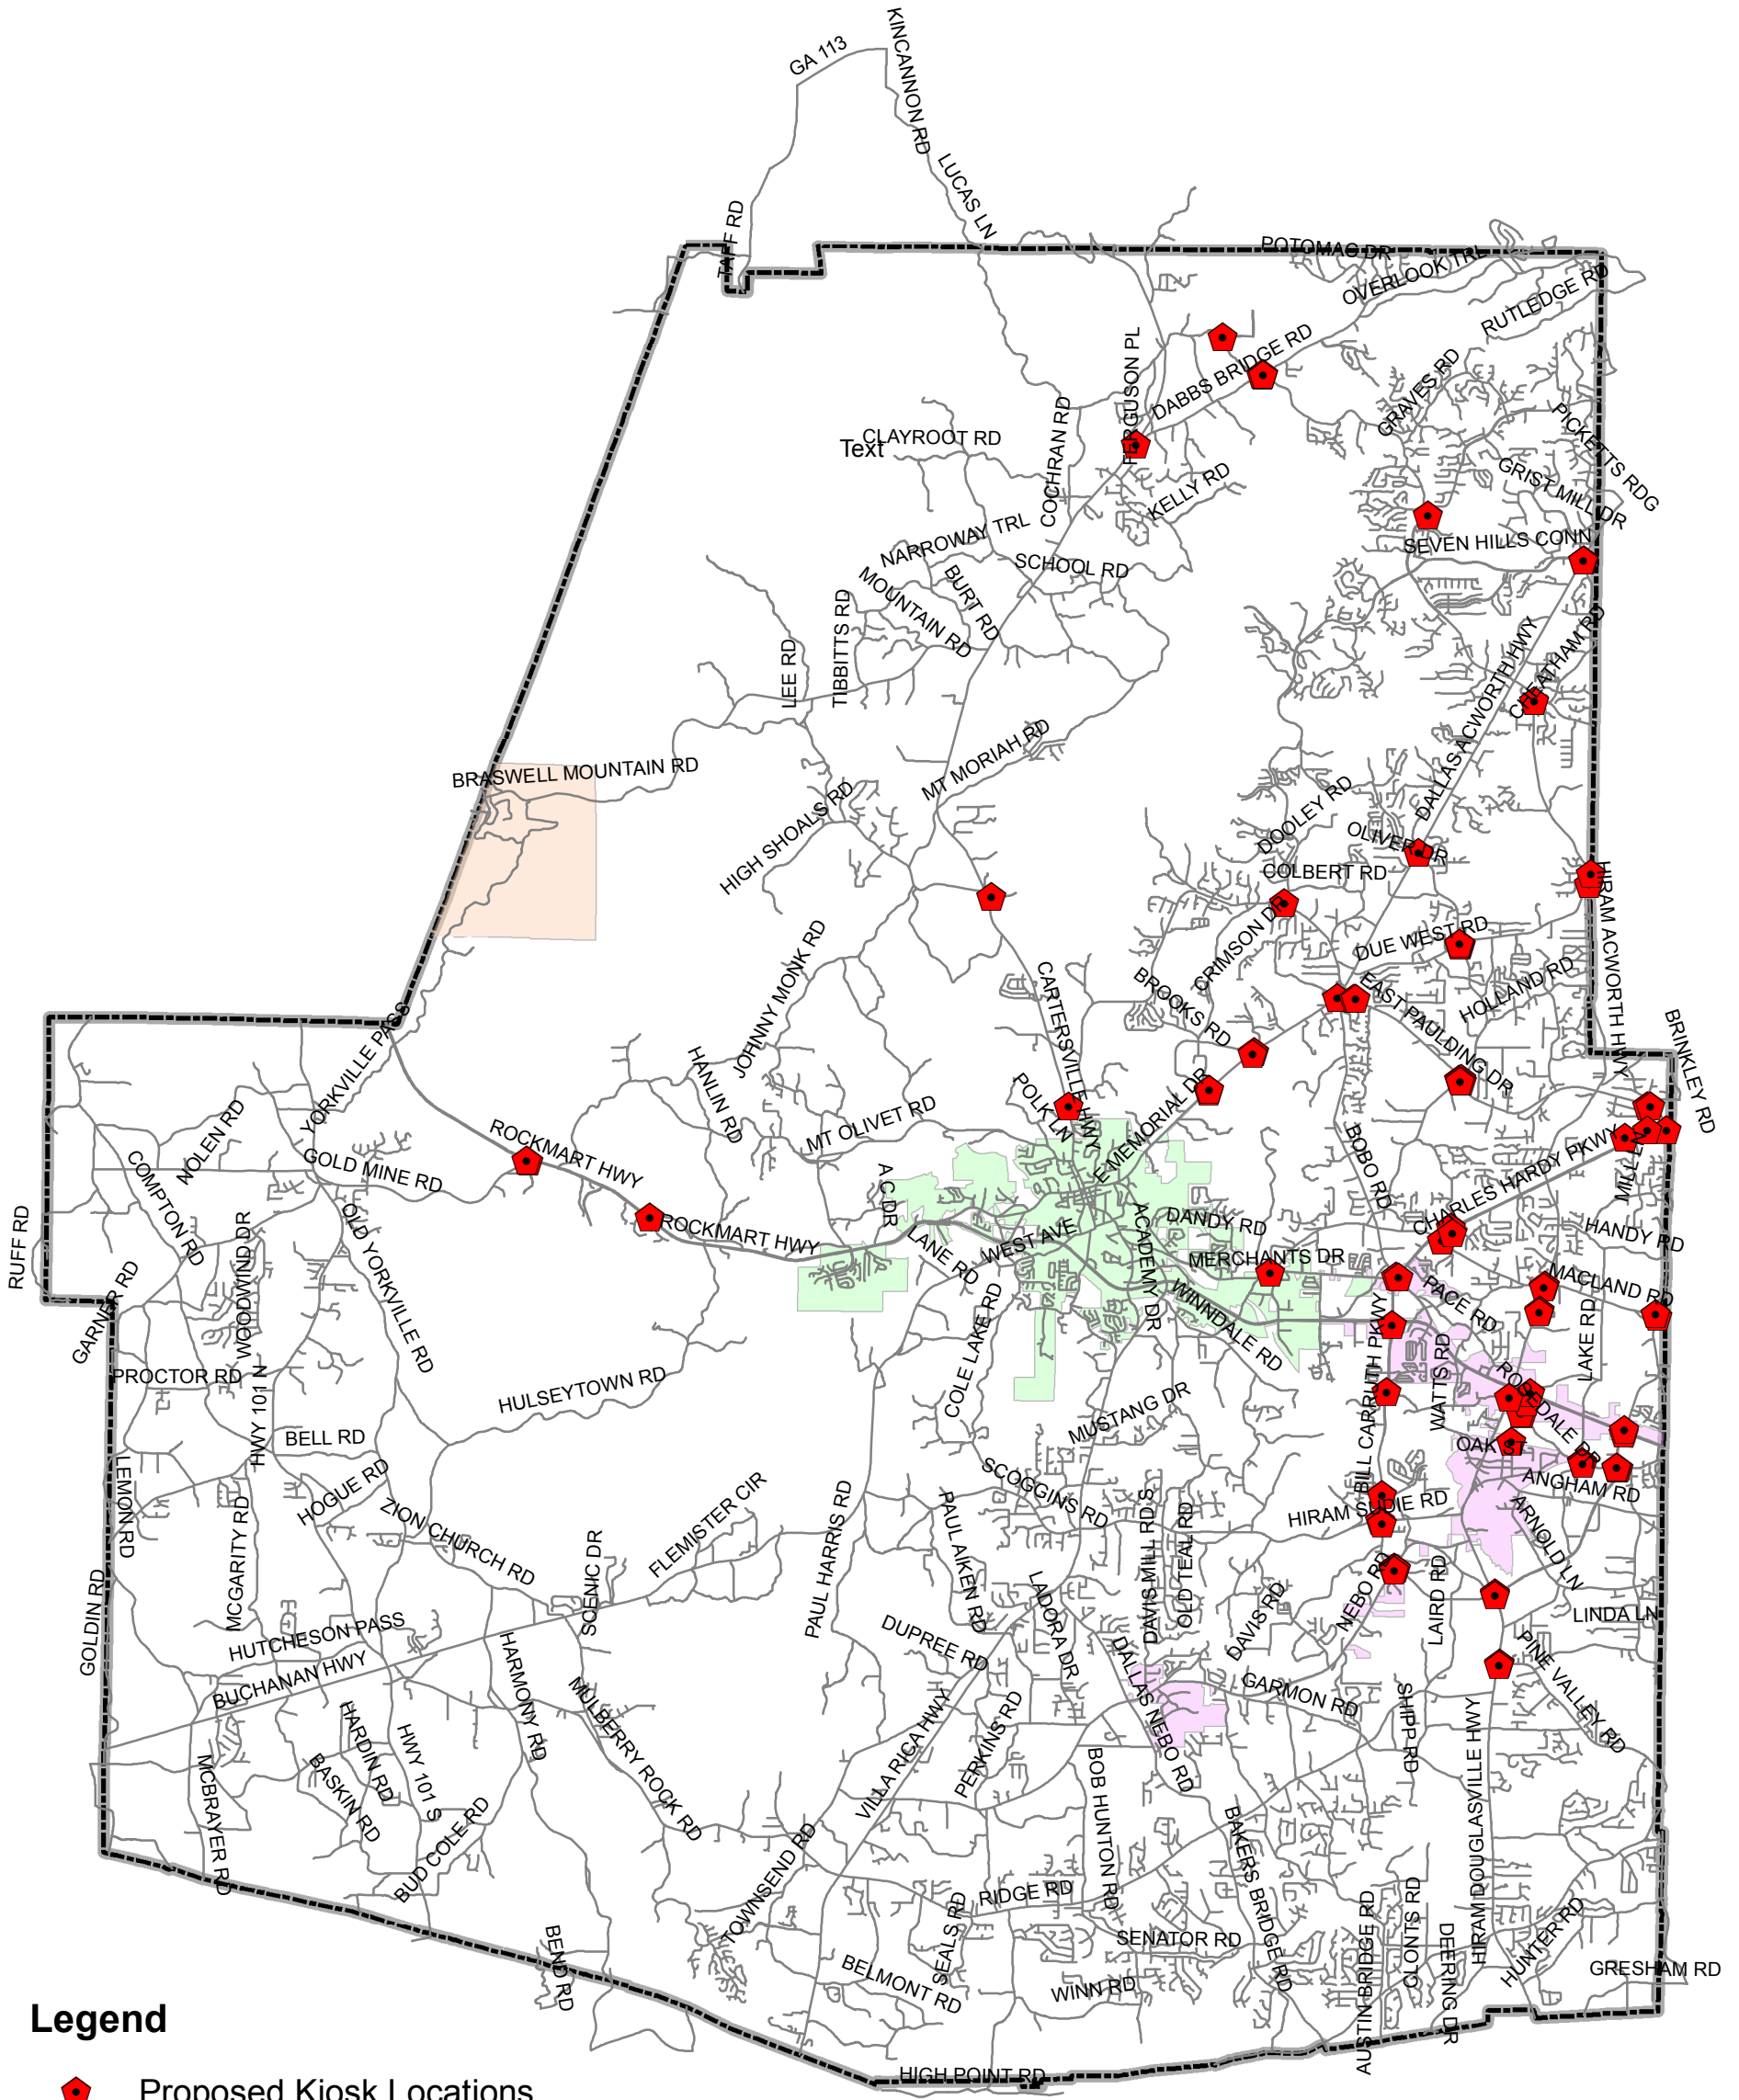 GA 113
KINCANNON RD
LUCAS LN
TAFF RD
POTOMAC DR
OVERLOOK TRL
RUTLEDGE RD
FERGUSON PL
DABBS BRIDGE RD
GRAVES RD
PICKETTS RDG
CLAYROOT RD
Text
COCHRAN RD
KELLY RD
GRIST MILL DR
NARROWAY TRL
SCHOOL RD
SEVEN HILLS CONN
MOUNTAIN RD
BURT RD
TIBBITTS RD
LEE RD
CHEATHAM RD
DALLAS ACWORTH HWY
BRASWELL MOUNTAIN RD
MT MORIAH RD
HIGH SHOALS RD
DOOLEY RD
OLIVER DR
COLBERT RD
HIRAM ACWORTH HWY
CRIMSON DR
DUE WEST RD
JOHNNY MONK RD
CARTERSVILLE HWY
BROOKS RD
EAST PAULDING DR
HOLLAND RD
BRINKLEY RD
YORKVILLE PASS
HANLIN RD
POLK LN
E MEMORIAL DR
NOLEN RD
MT OLIVET RD
BOBO RD
ROCKMART HWY
GOLD MINE RD
COMPTON RD
CHARLES HARDY PKWY
MILL LN
A C DR
RUFF RD
WOODWIND DR
OLD YORKVILLE RD
ROCKMART HWY
LANE RD
WEST AVE
ACADEMY DR
DANDY RD
MERCHANTS DR
HANDY RD
GARNER RD
COLE LAKE RD
WINNDALE RD
PACE RD
MACLAND RD
BILL CARRUTH PKWY
WATTS RD
LAKE RD
PROCTOR RD
HWY 101 N
HULSEYTOWN RD
MUSTANG DR
ROSEDALE DR
BELL RD
OAK ST
LEMON RD
HOGUE RD
SCOGGINS RD
ANGHAM RD
MCGARITY RD
ZION CHURCH RD
SCENIC DR
FLEMISTER CIR
PAUL HARRIS RD
PAUL AIKEN RD
DAVIS MILL RD S
OLD TEAL RD
HIRAM SUDIE RD
ARNOLD LN
GOLDIN RD
LADORA DR
NEBO RD
LAIRD RD
DAVIS RD
LINDA LN
HUTCHESON PASS
BUCHANAN HWY
DUPREE RD
DALLAS NEBO RD
GARMON RD
PINE VALLEY RD
HARMONY RD
MULBERRY ROCK RD
HARDIN RD
HWY 101 S
VILLA RICA HWY
PERKINS RD
SHIPP RD
HIRAM DOUGLASVILLE HWY
MCBRAYER RD
BASKIN RD
BUD COLE RD
BOB HUNTON RD
BAKERS BRIDGE RD
TOWNSEND RD
RIDGE RD
SEALS RD
SENATOR RD
AUSTIN BRIDGE RD
CLONTS RD
DEERING DR
HUNTER RD
BEND RD
BELMONT RD
WINN RD
GRESHAM RD
HIGH POINT RD
Legend
Proposed Kiosk Locations